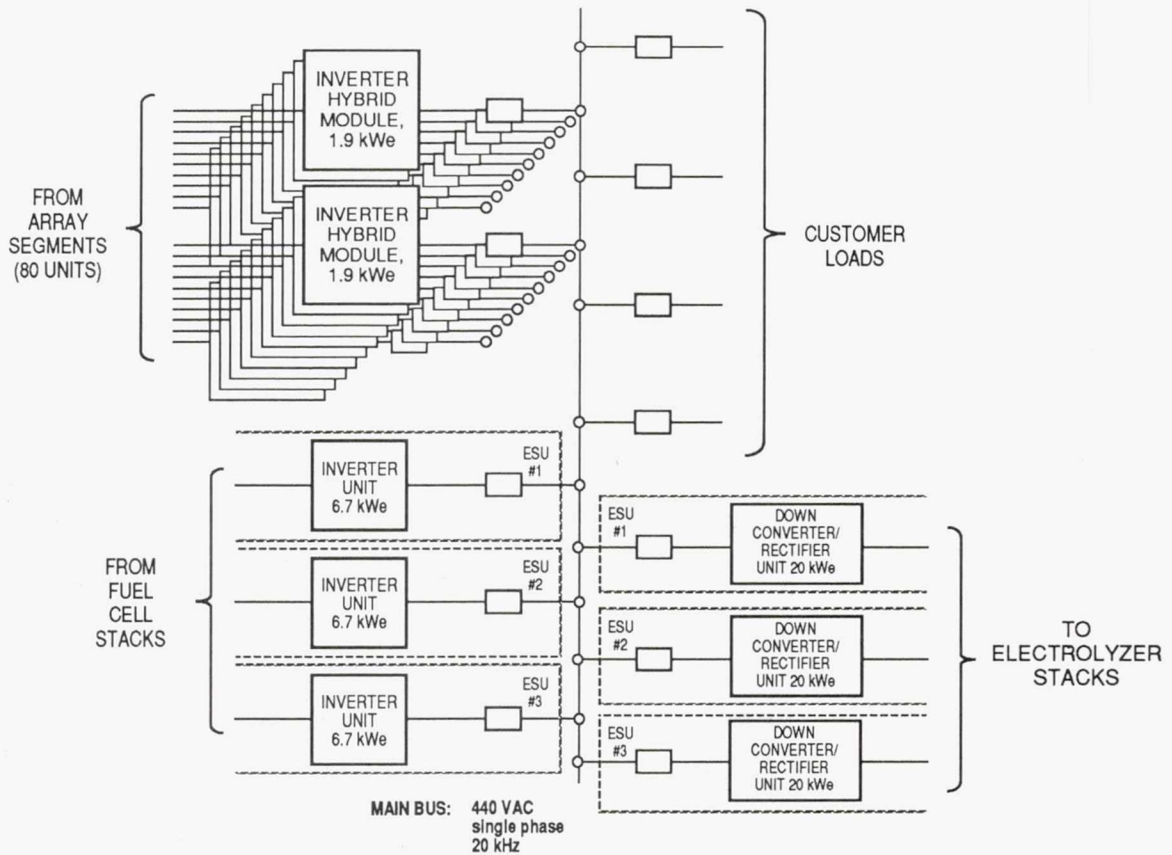 INVERTER
HYBRID
MODULE,
1.9 kWe
INVERTER
HYBRID
MODULE,
1.9 kWe
FROM
ARRAY
SEGMENTS
(80 UNITS)
CUSTOMER
LOADS
INVERTER
UNIT
6.7 kWe
ESU
#1
INVERTER
UNIT
6.7 kWe
ESU
#2
INVERTER
UNIT
6.7 kWe
ESU
#3
FROM
FUEL
CELL
STACKS
ESU
#1
DOWN
CONVERTER/
RECTIFIER
UNIT 20 kWe
ESU
#2
DOWN
CONVERTER/
RECTIFIER
UNIT 20 kWe
ESU
#3
DOWN
CONVERTER/
RECTIFIER
UNIT 20 kWe
TO
ELECTROLYZER
STACKS
MAIN BUS: 440 VAC
single phase
20 kHz